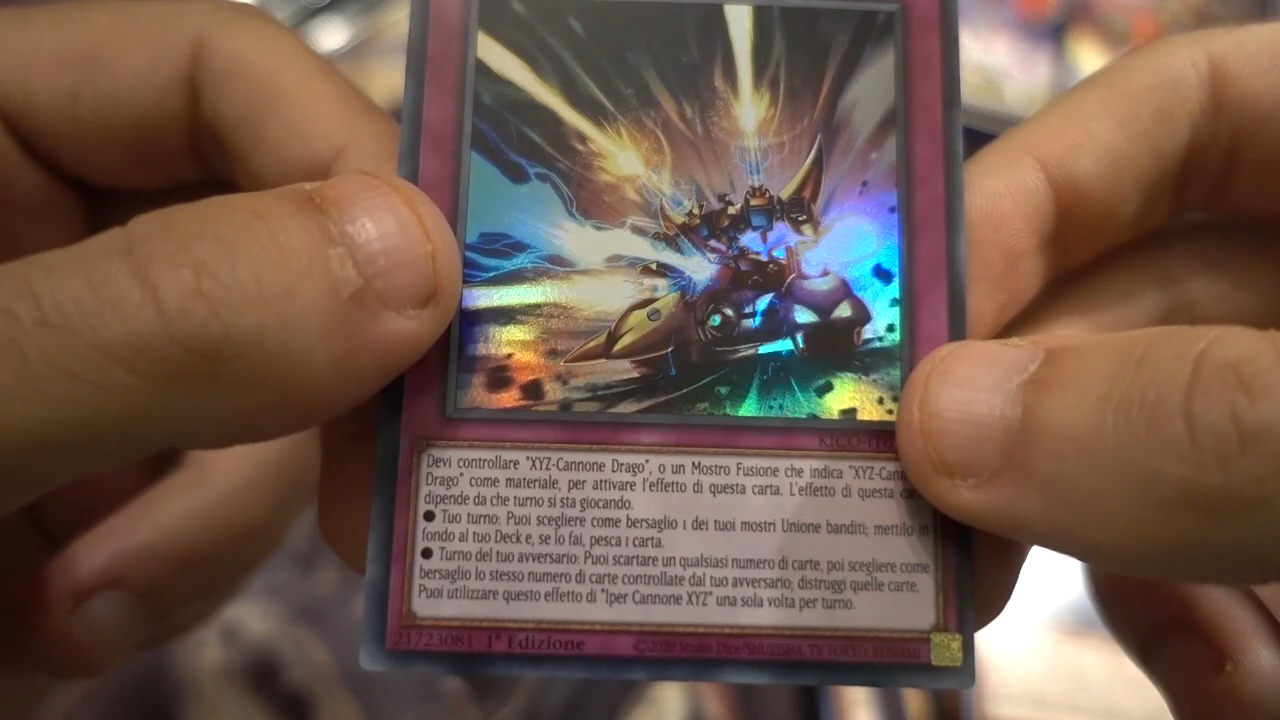 KICO-IT0
Devi controllare "XYZ-Cannone Drago", o un Mostro Fusione che indica "XYZ-Cann
Drago" come materiale, per attivare l'effetto di questa carta. L'effetto di questa
dipende da che turno si sta giocando.
● Tuo turno: Puoi scegliere come bersaglio 1 dei tuoi mostri Unione banditi; mettilo in
fondo al tuo Deck e, se lo fai, pesca 1 carta.
● Turno del tuo avversario: Puoi scartare un qualsiasi numero di carte, poi scegliere come
bersaglio lo stesso numero di carte controllate dal tuo avversario; distruggi quelle carte.
Puoi utilizzare questo effetto di "Iper Cannone XYZ" una sola volta per turno.
21723081 1ª Edizione ©2020 Studio Dice/SHUEISHA, TV TOKYO, KONAMI